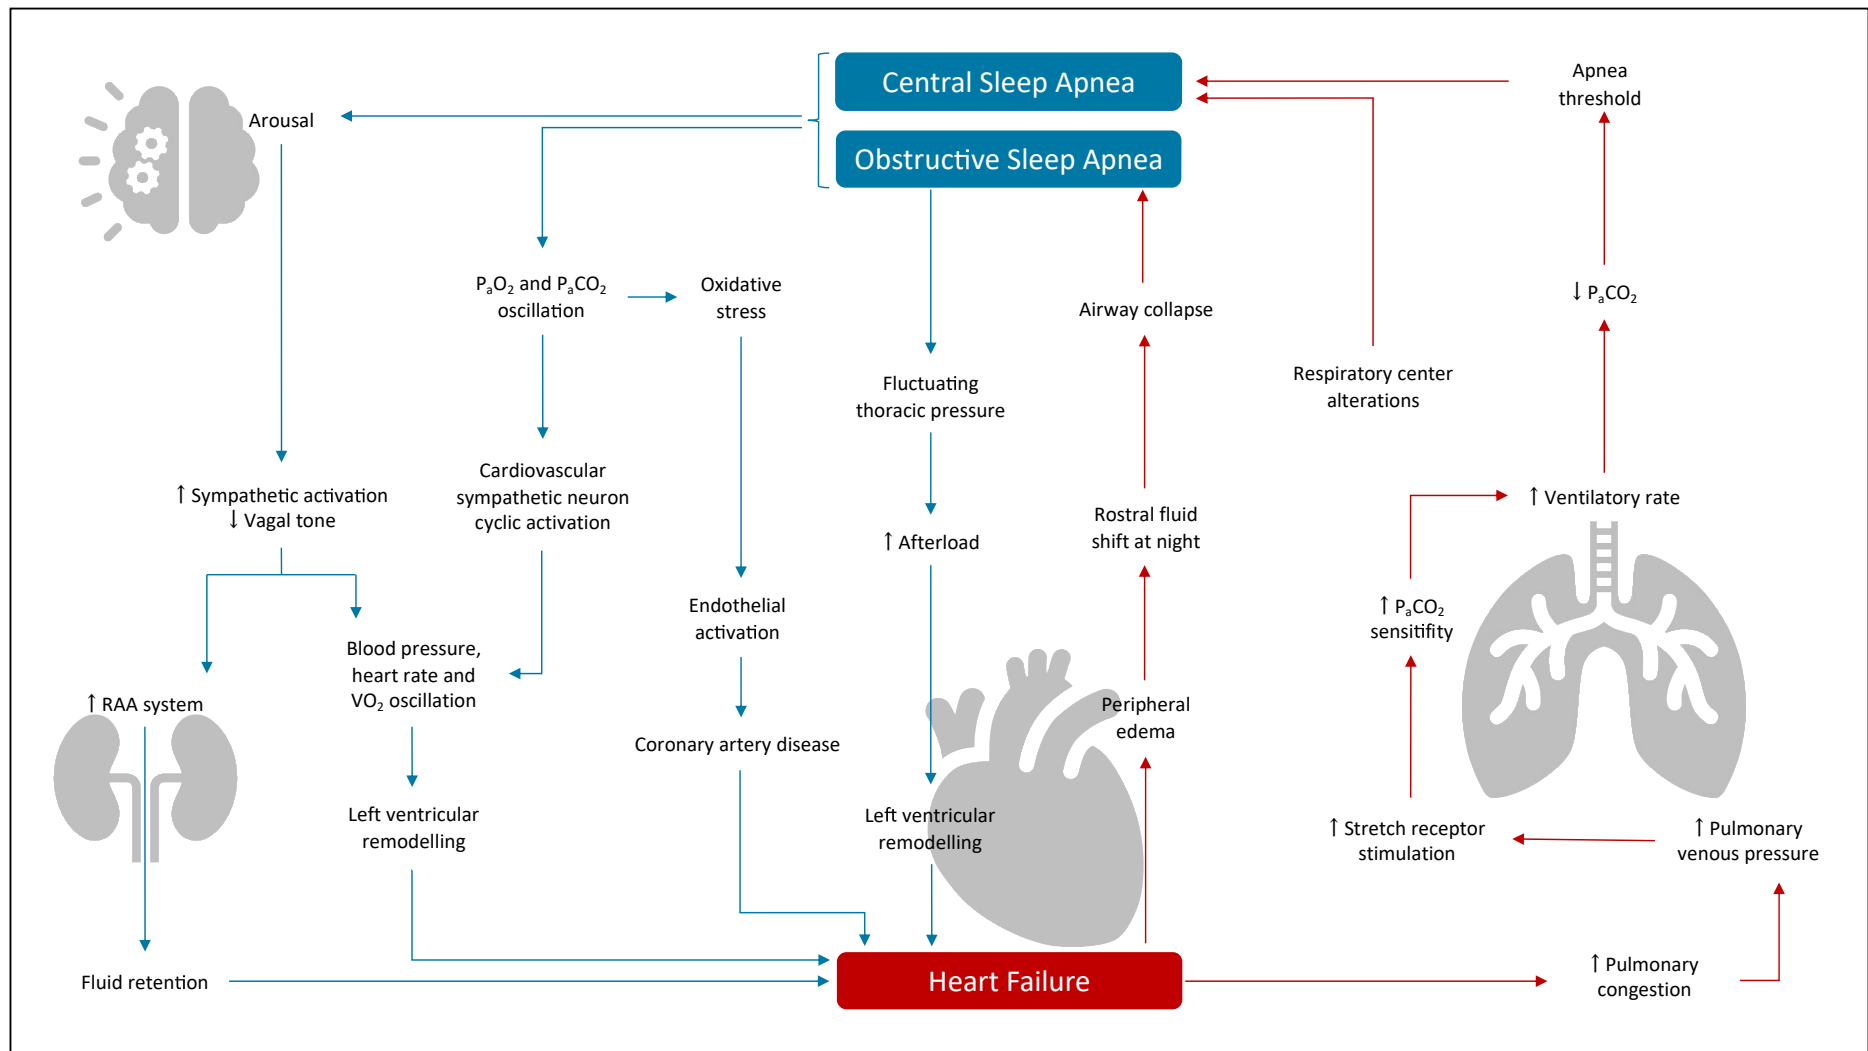 Central Sleep Apnea
Obstructive Sleep Apnea
Arousal
Apnea
threshold
PₐO₂ and PₐCO₂
oscillation
Oxidative
stress
Airway collapse
↓ PₐCO₂
Fluctuating
thoracic pressure
Respiratory center
alterations
↑ Sympathetic activation
↓ Vagal tone
Cardiovascular
sympathetic neuron
cyclic activation
↑ Afterload
Rostral fluid
shift at night
↑ Ventilatory rate
Endothelial
activation
↑ PₐCO₂
sensitifity
Blood pressure,
heart rate and
VO₂ oscillation
↑ RAA system
Coronary artery disease
Peripheral
edema
Left ventricular
remodelling
Left ventricular
remodelling
↑ Stretch receptor
stimulation
↑ Pulmonary
venous pressure
Fluid retention
Heart Failure
↑ Pulmonary
congestion